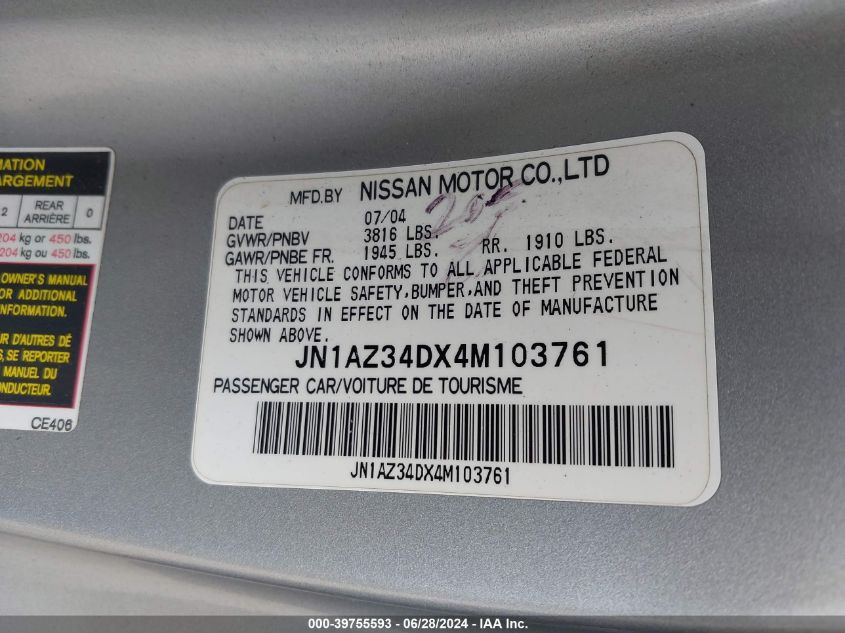 MATION
ARGEMENT
2 REAR ARRIÈRE 0
204 kg or 450 lbs.
204 kg ou 450 lbs.
OWNER'S MANUAL
OR ADDITIONAL
INFORMATION.
D'AUTRES DÉ
S, SE REPORTER
MANUEL DU
NDUCTEUR.
CE406
MFD.BY NISSAN MOTOR CO.,LTD
DATE 07/04
GVWR/PNBV 3816 LBS.
GAWR/PNBE FR. 1945 LBS. RR. 1910 LBS.
THIS VEHICLE CONFORMS TO ALL APPLICABLE FEDERAL
MOTOR VEHICLE SAFETY,BUMPER,AND THEFT PREVENTION
STANDARDS IN EFFECT ON THE DATE OF MANUFACTURE
SHOWN ABOVE.
JN1AZ34DX4M103761
PASSENGER CAR/VOITURE DE TOURISME
JN1AZ34DX4M103761
000-39755593 - 06/28/2024 - IAA Inc.